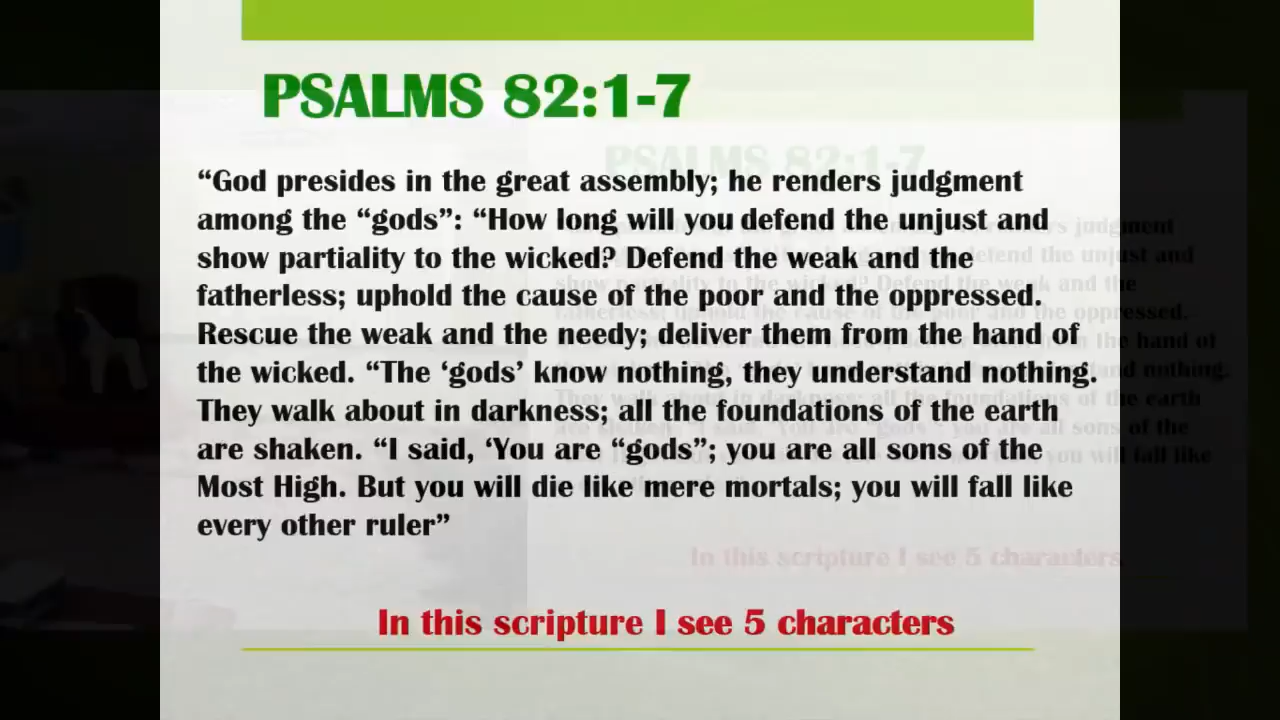 PSALMS 82:1-7
“God presides in the great assembly; he renders judgment
among the “gods”: “How long will you defend the unjust and
show partiality to the wicked? Defend the weak and the
fatherless; uphold the cause of the poor and the oppressed.
Rescue the weak and the needy; deliver them from the hand of
the wicked. “The ‘gods’ know nothing, they understand nothing.
They walk about in darkness; all the foundations of the earth
are shaken. “I said, ‘You are “gods”; you are all sons of the
Most High. But you will die like mere mortals; you will fall like
every other ruler”
In this scripture I see 5 characters